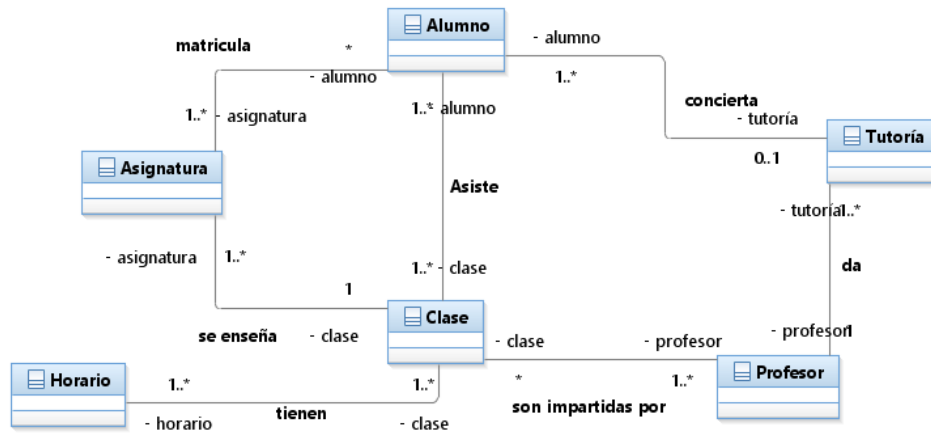 Alumno
matricula
*
- alumno
- alumno
1..*
1..*
- asignatura
1..*
- alumno
concierta
- tutoría
0..1
Tutoría
Asignatura
Asiste
- tutoría
1..*
- asignatura
1..*
1..*
- clase
da
1
Clase
se enseña
- clase
- clase
- profesor
- profesor
1
Horario
1..*
1..*
*
1..*
Profesor
- horario
tienen
- clase
son impartidas por